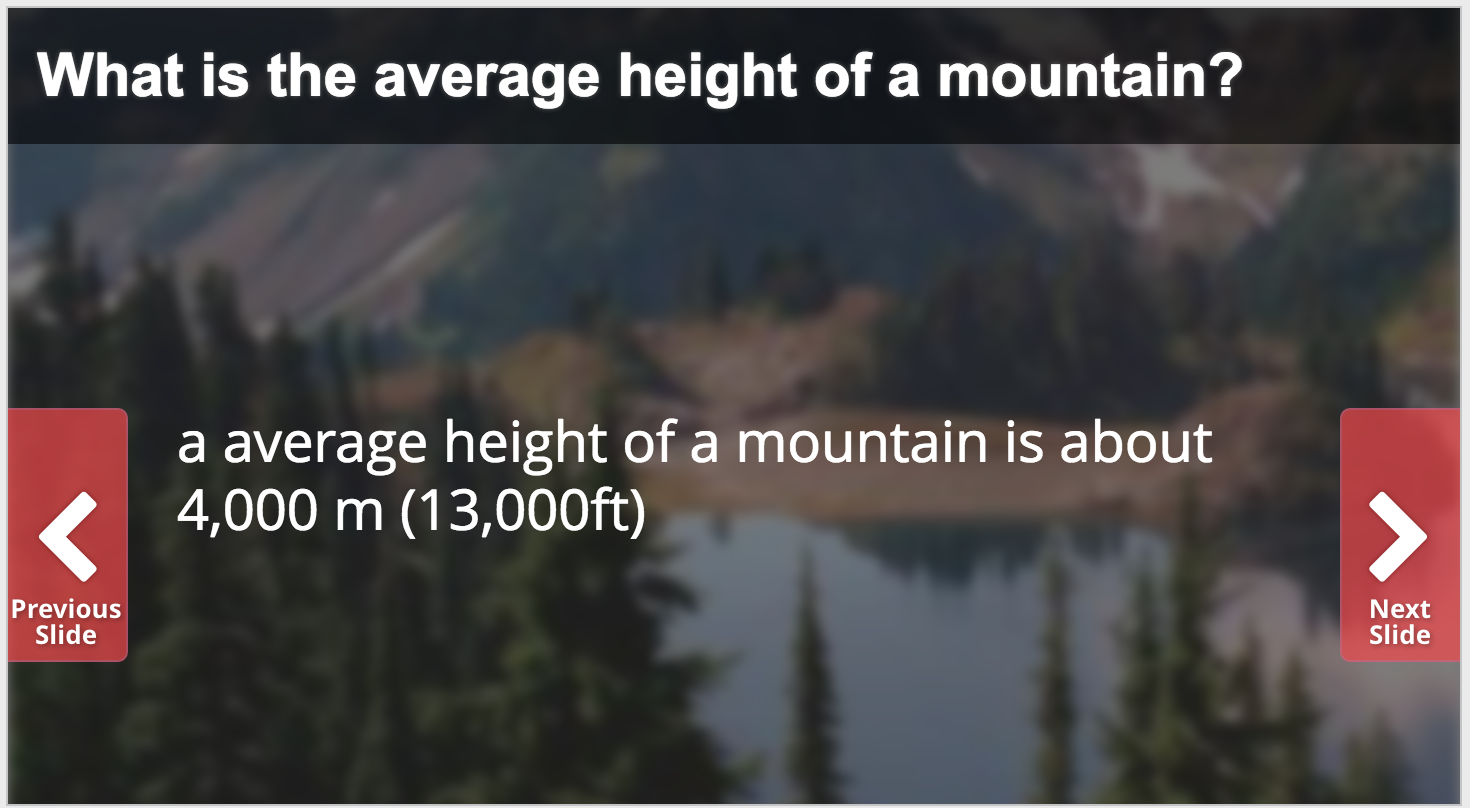 What is the average height of a mountain?
a average height of a mountain is about
4,000 m (13,000ft)
Previous
Slide
Next
Slide